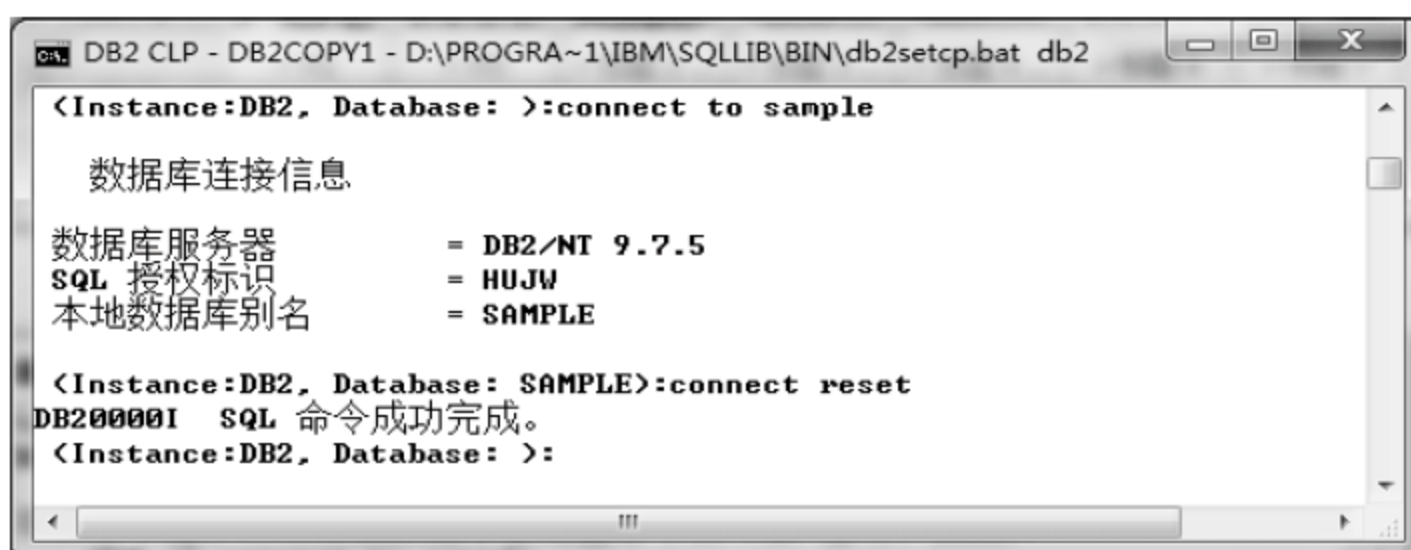 DB2 CLP - DB2COPY1 - D:\PROGRA~1\IBM\SQLLIB\BIN\db2setcp.bat db2
(Instance:DB2, Database: ):connect to sample
数据库连接信息
数据库服务器 = DB2/NT 9.7.5
SQL 授权标识 = HUJW
本地数据库别名 = SAMPLE
(Instance:DB2, Database: SAMPLE):connect reset
DB20000I SQL 命令成功完成。
(Instance:DB2, Database: ):